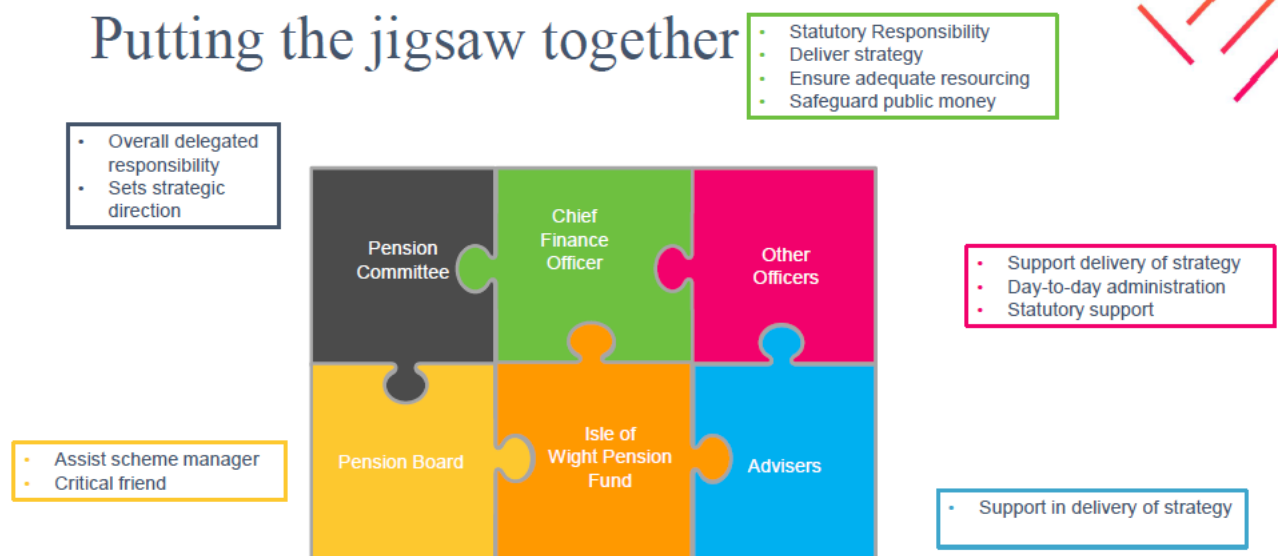 Putting the jigsaw together
• Statutory Responsibility
• Deliver strategy
• Ensure adequate resourcing
• Safeguard public money
• Overall delegated
responsibility
• Sets strategic
direction
Pension
Committee
Chief
Finance
Officer
Other
Officers
• Support delivery of strategy
• Day-to-day administration
• Statutory support
• Assist scheme manager
• Critical friend
Pension Board
Isle of
Wight Pension
Fund
Advisers
• Support in delivery of strategy